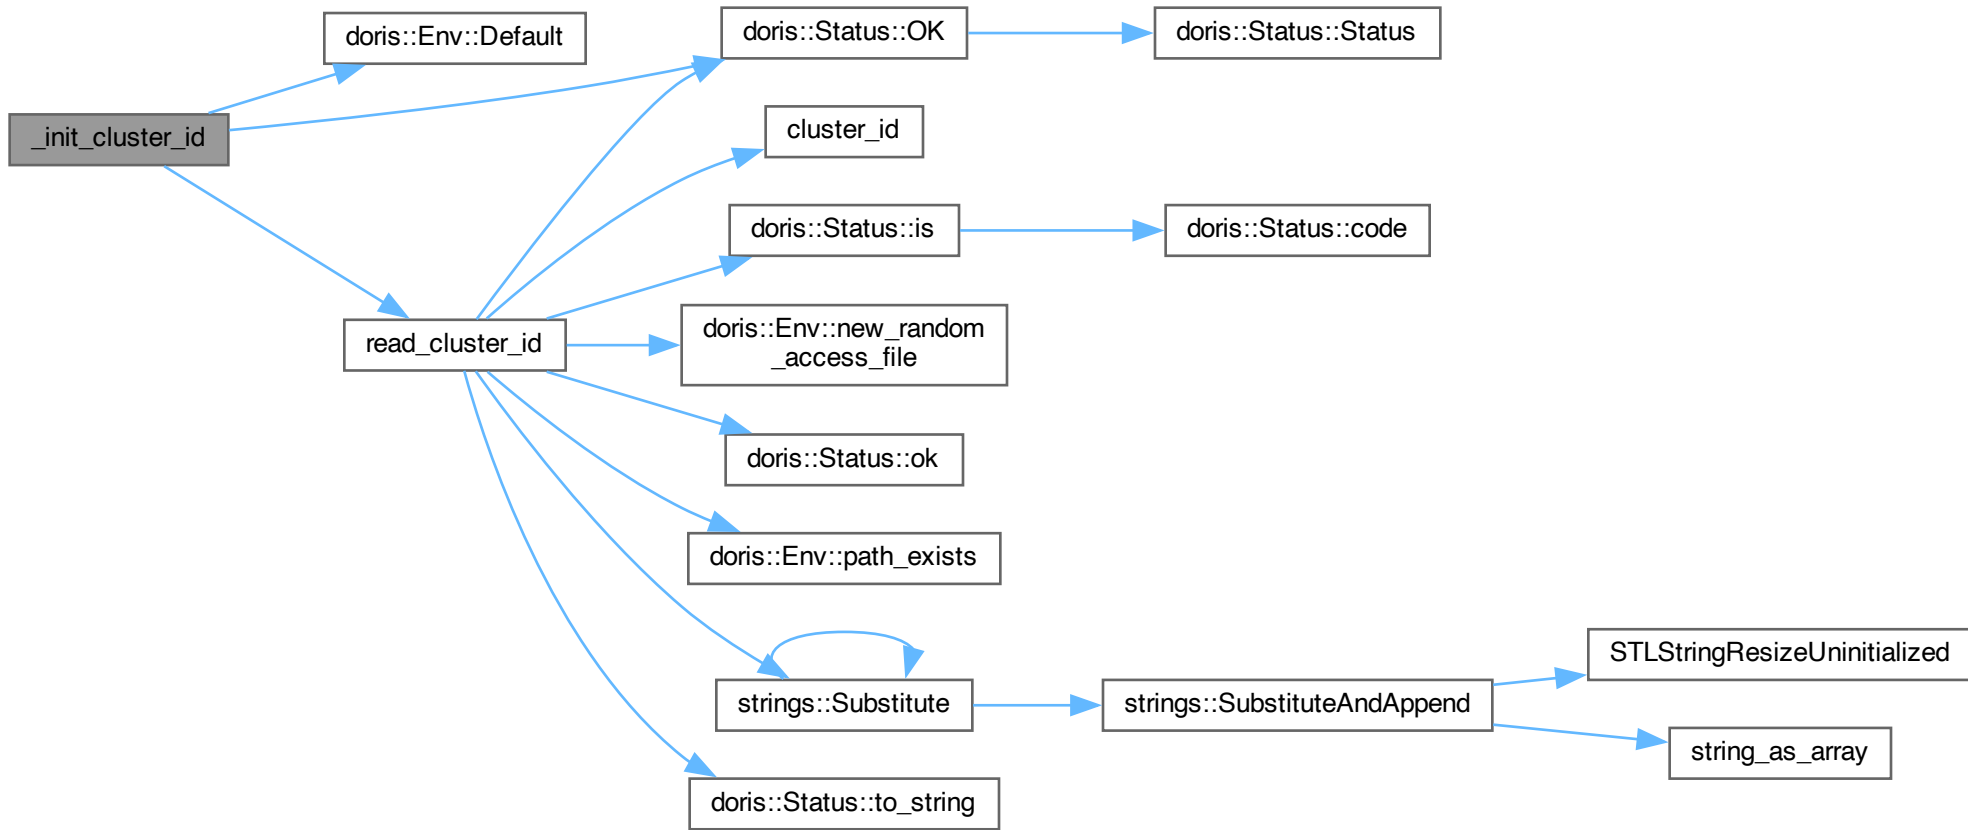 _init_cluster_id
doris::Env::Default
doris::Status::OK
doris::Status::Status
cluster_id
doris::Status::is
doris::Status::code
read_cluster_id
doris::Env::new_random
_access_file
doris::Status::ok
doris::Env::path_exists
strings::Substitute
strings::SubstituteAndAppend
STLStringResizeUninitialized
string_as_array
doris::Status::to_string